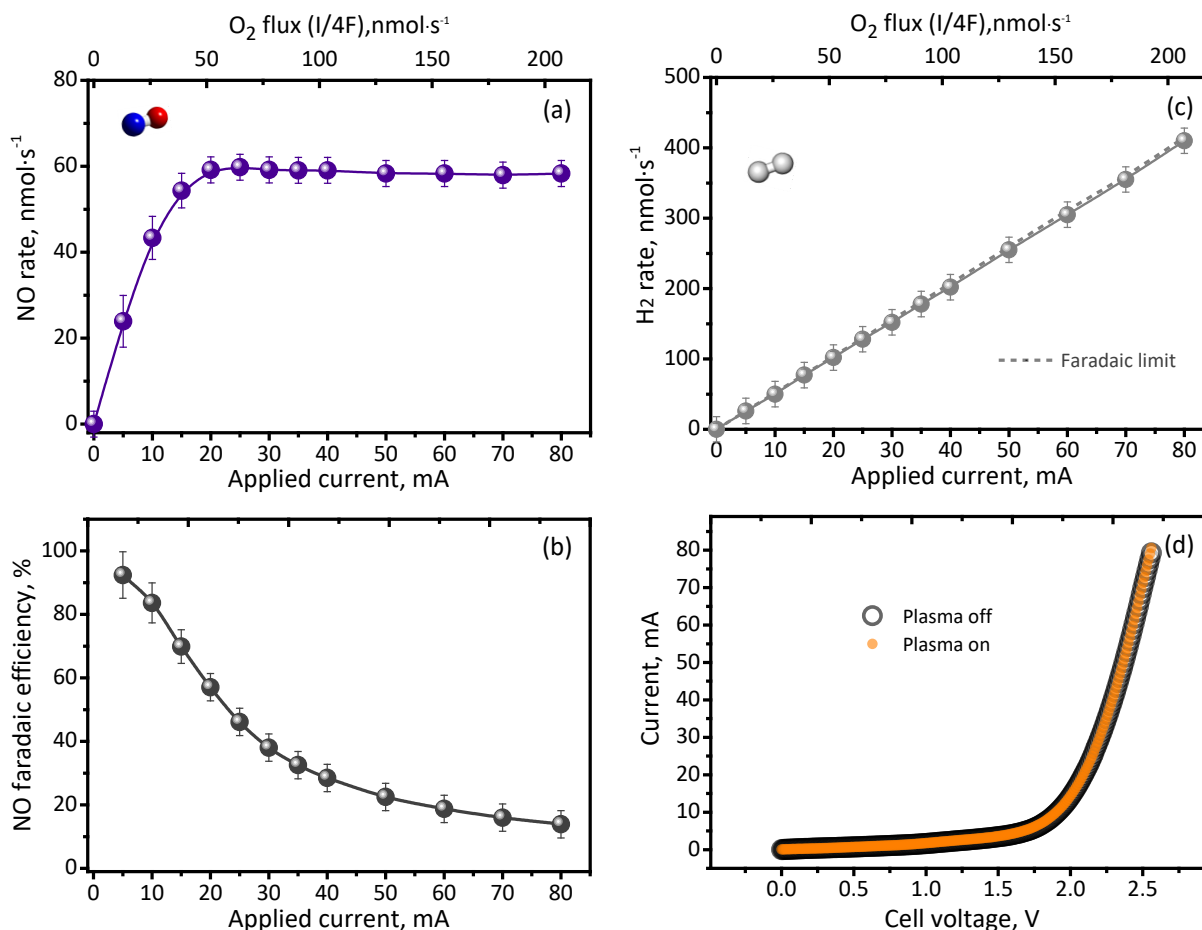 O₂ flux (I/4F),nmol·s⁻¹
0 50 100 150 200
80
60
40
20
0
NO rate, nmol·s⁻¹
(a)
0 10 20 30 40 50 60 70 80
Applied current, mA
O₂ flux (I/4F),nmol·s⁻¹
0 50 100 150 200
500
400
300
200
100
0
H2 rate, nmol·s⁻¹
(c)
Faradaic limit
0 10 20 30 40 50 60 70 80
Applied current, mA
100
80
60
40
20
0
NO faradaic efficiency, %
(b)
0 10 20 30 40 50 60 70 80
Applied current, mA
80
70
60
50
40
30
20
10
0
Current, mA
(d)
Plasma off
Plasma on
0.0 0.5 1.0 1.5 2.0 2.5
Cell voltage, V